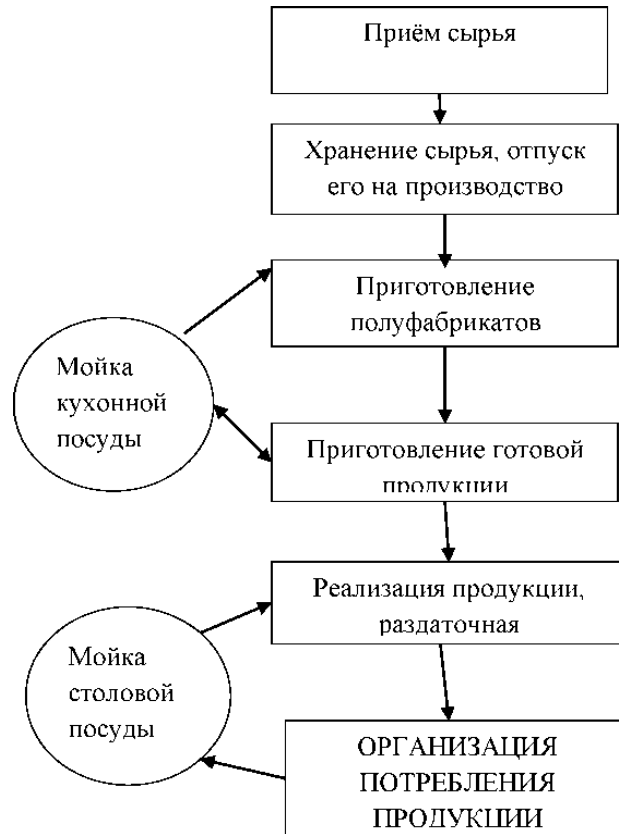 Приём сырья
Хранение сырья, отпуск
его на производство
Приготовление
полуфабрикатов
Мойка
кухонной
посуды
Приготовление готовой
продукции
Реализация продукции,
раздаточная
Мойка
столовой
посуды
ОРГАНИЗАЦИЯ
ПОТРЕБЛЕНИЯ
ПРОДУКЦИИ